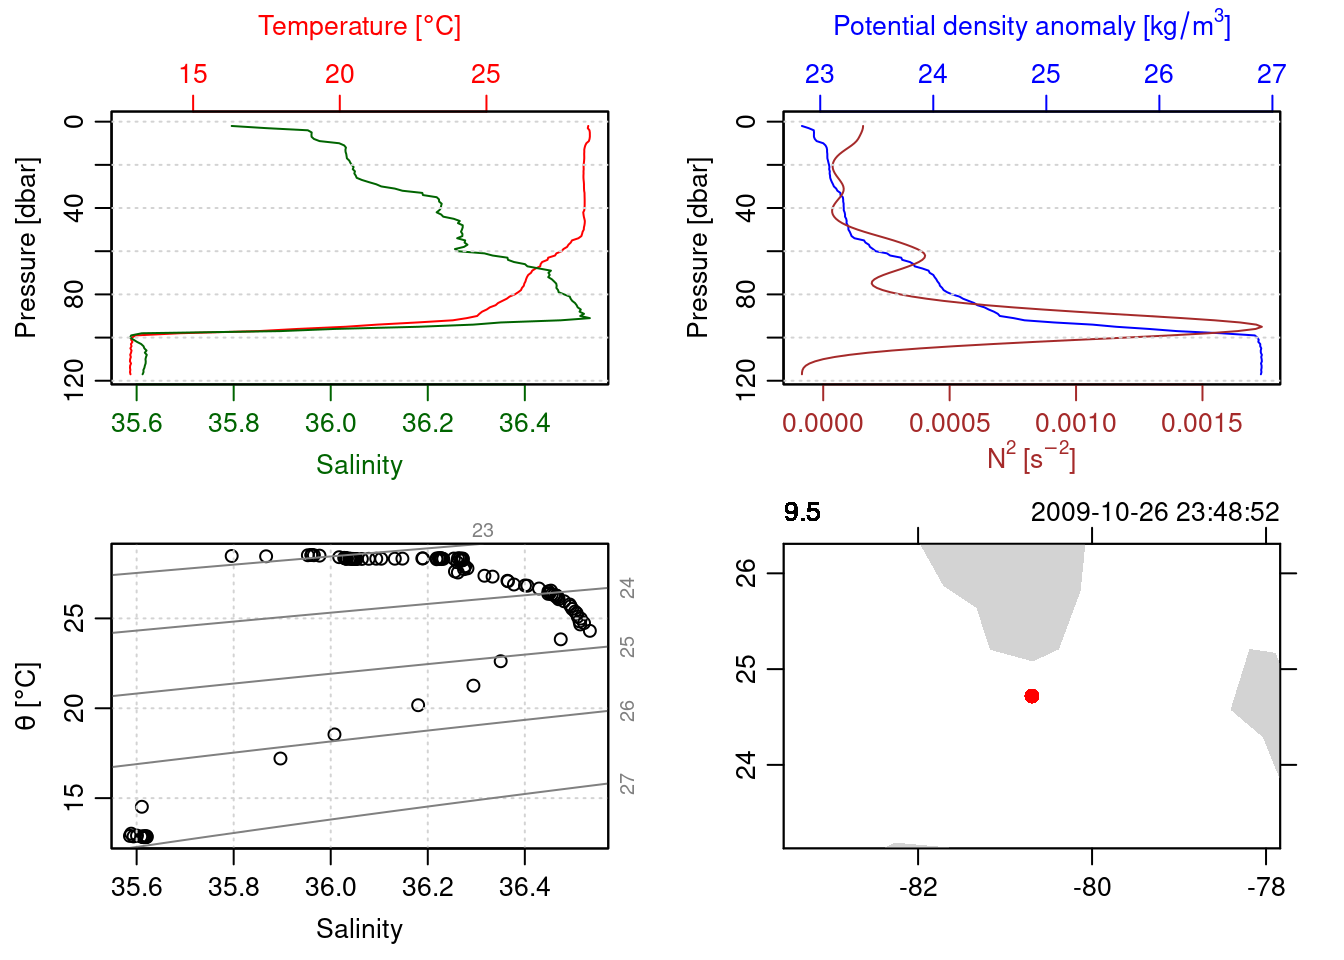 Temperature [°C]
15 20 25
Pressure [dbar]
0 40 80 120
35.6 35.8 36.0 36.2 36.4
Salinity
Potential density anomaly [kg/m³]
23 24 25 26 27
Pressure [dbar]
0 40 80 120
0.0000 0.0005 0.0010 0.0015
N² [s⁻²]
23
24
25
26
27
θ [°C]
15 20 25
35.6 35.8 36.0 36.2 36.4
Salinity
9.5 2009-10-26 23:48:52
24 25 26
-82 -80 -78